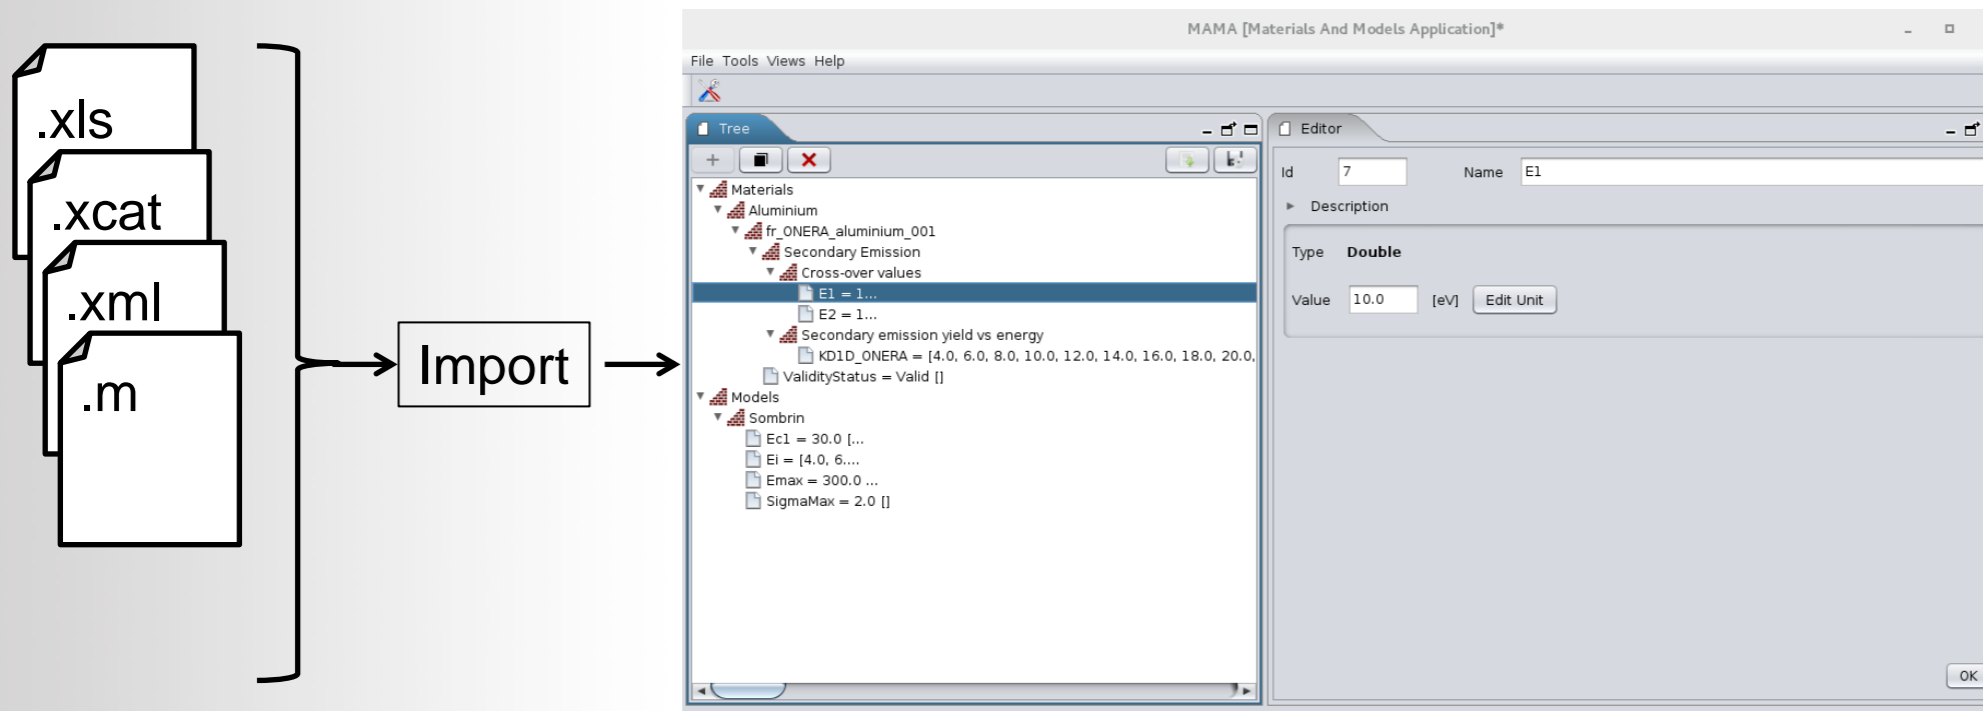 .xls
.xcat
.xml
.m
Import
MAMA [Materials And Models Application]*
File Tools Views Help
Tree
Materials
Aluminium
fr_ONERA_aluminium_001
Secondary Emission
Cross-over values
E1 = 1...
E2 = 1...
Secondary emission yield vs energy
KD1D_ONERA = [4.0, 6.0, 8.0, 10.0, 12.0, 14.0, 16.0, 18.0, 20.0,
ValidityStatus = Valid []
Models
Sombrin
Ec1 = 30.0 [...
Ei = [4.0, 6....
Emax = 300.0 ...
SigmaMax = 2.0 []
Editor
Id 7 Name E1
Description
Type Double
Value 10.0 [eV] Edit Unit
OK